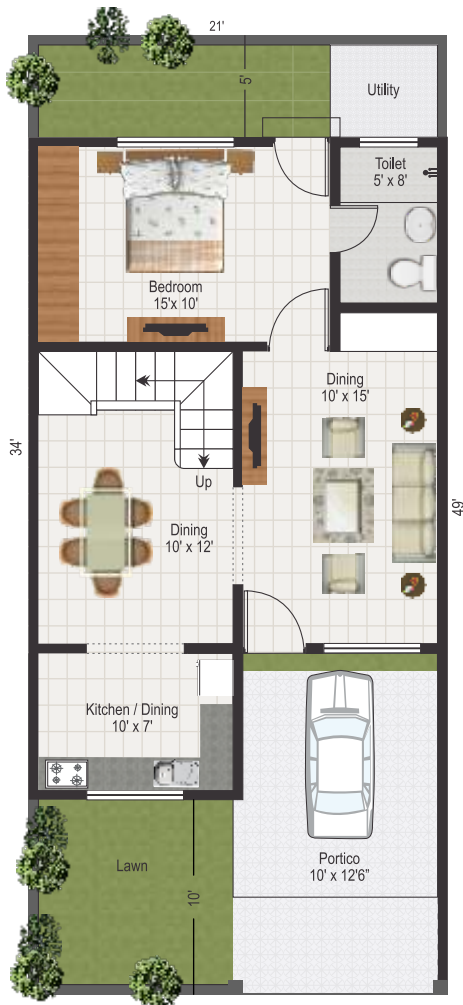 21'
5'
Utility
Toilet
5' x 8'
Bedroom
15'x 10'
Dining
10' x 15'
34'
Up
49'
Dining
10' x 12'
Kitchen / Dining
10' x 7'
Portico
10' x 12'6"
Lawn
10'